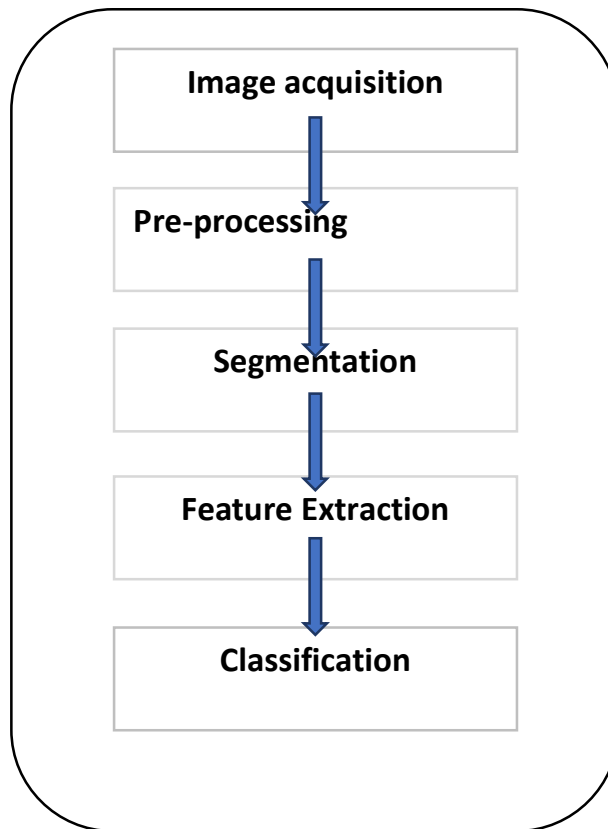 Image acquisition
Pre-processing
Segmentation
Feature Extraction
Classification